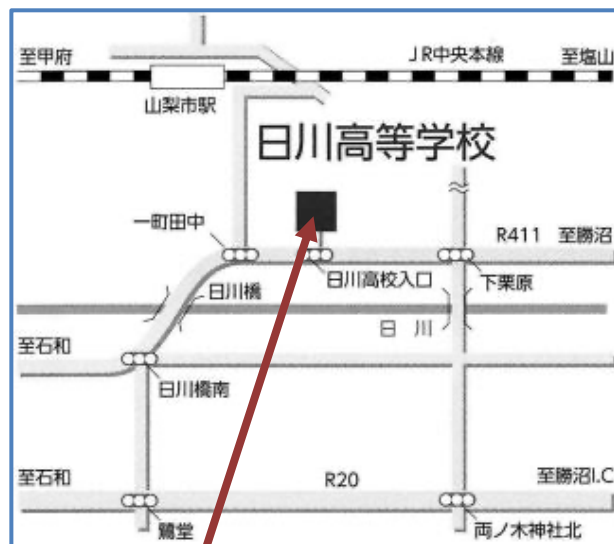 至甲府
JR中央本線
至塩山
山梨市駅
日川高等学校
一町田中
R411 至勝沼
日川橋
日川高校入口
下栗原
日 川
至石和
日川橋南
至石和
R20
至勝沼I.C
鵞堂
両ノ木神社北